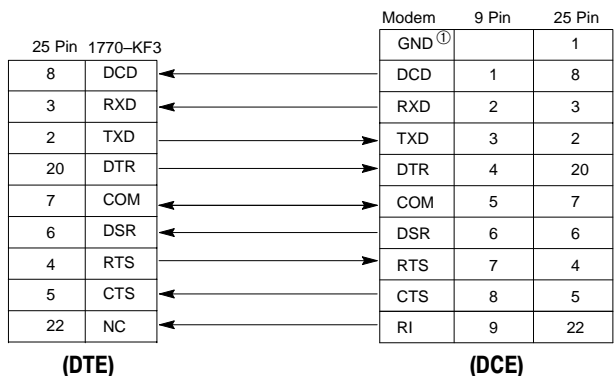 Modem 9 Pin 25 Pin
GND① 1
25 Pin 1770–KF3
8 DCD DCD 1 8
3 RXD RXD 2 3
2 TXD TXD 3 2
20 DTR DTR 4 20
7 COM COM 5 7
6 DSR DSR 6 6
4 RTS RTS 7 4
5 CTS CTS 8 5
22 NC RI 9 22
(DTE) (DCE)